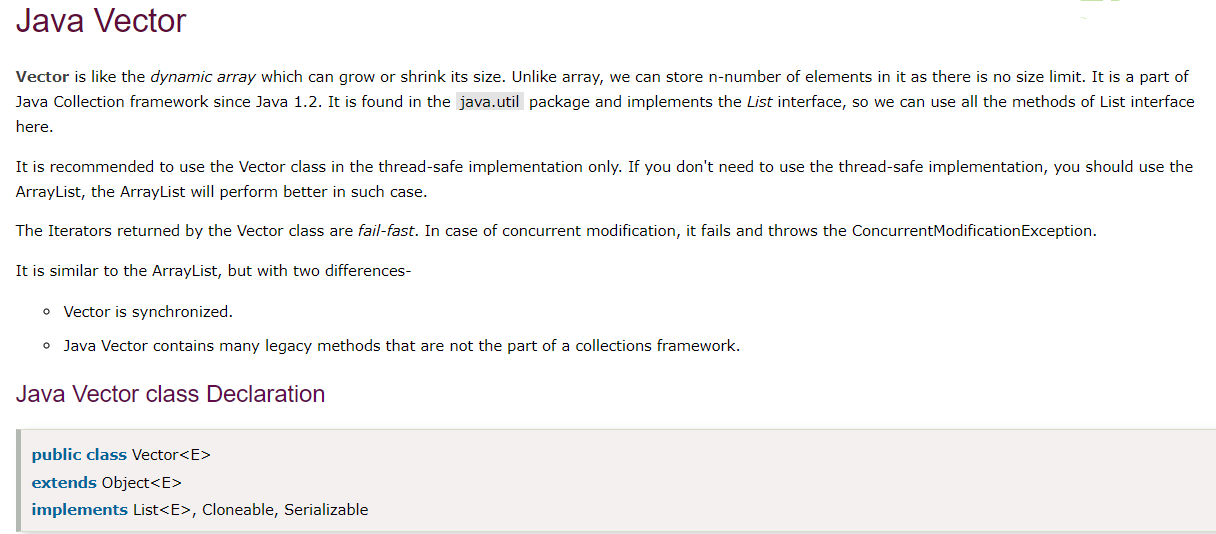 Java Vector
Vector is like the dynamic array which can grow or shrink its size. Unlike array, we can store n-number of elements in it as there is no size limit. It is a part of
Java Collection framework since Java 1.2. It is found in the java.util package and implements the List interface, so we can use all the methods of List interface
here.
It is recommended to use the Vector class in the thread-safe implementation only. If you don't need to use the thread-safe implementation, you should use the
ArrayList, the ArrayList will perform better in such case.
The Iterators returned by the Vector class are fail-fast. In case of concurrent modification, it fails and throws the ConcurrentModificationException.
It is similar to the ArrayList, but with two differences-
Vector is synchronized.
Java Vector contains many legacy methods that are not the part of a collections framework.
Java Vector class Declaration
public class Vector<E>
extends Object<E>
implements List<E>, Cloneable, Serializable